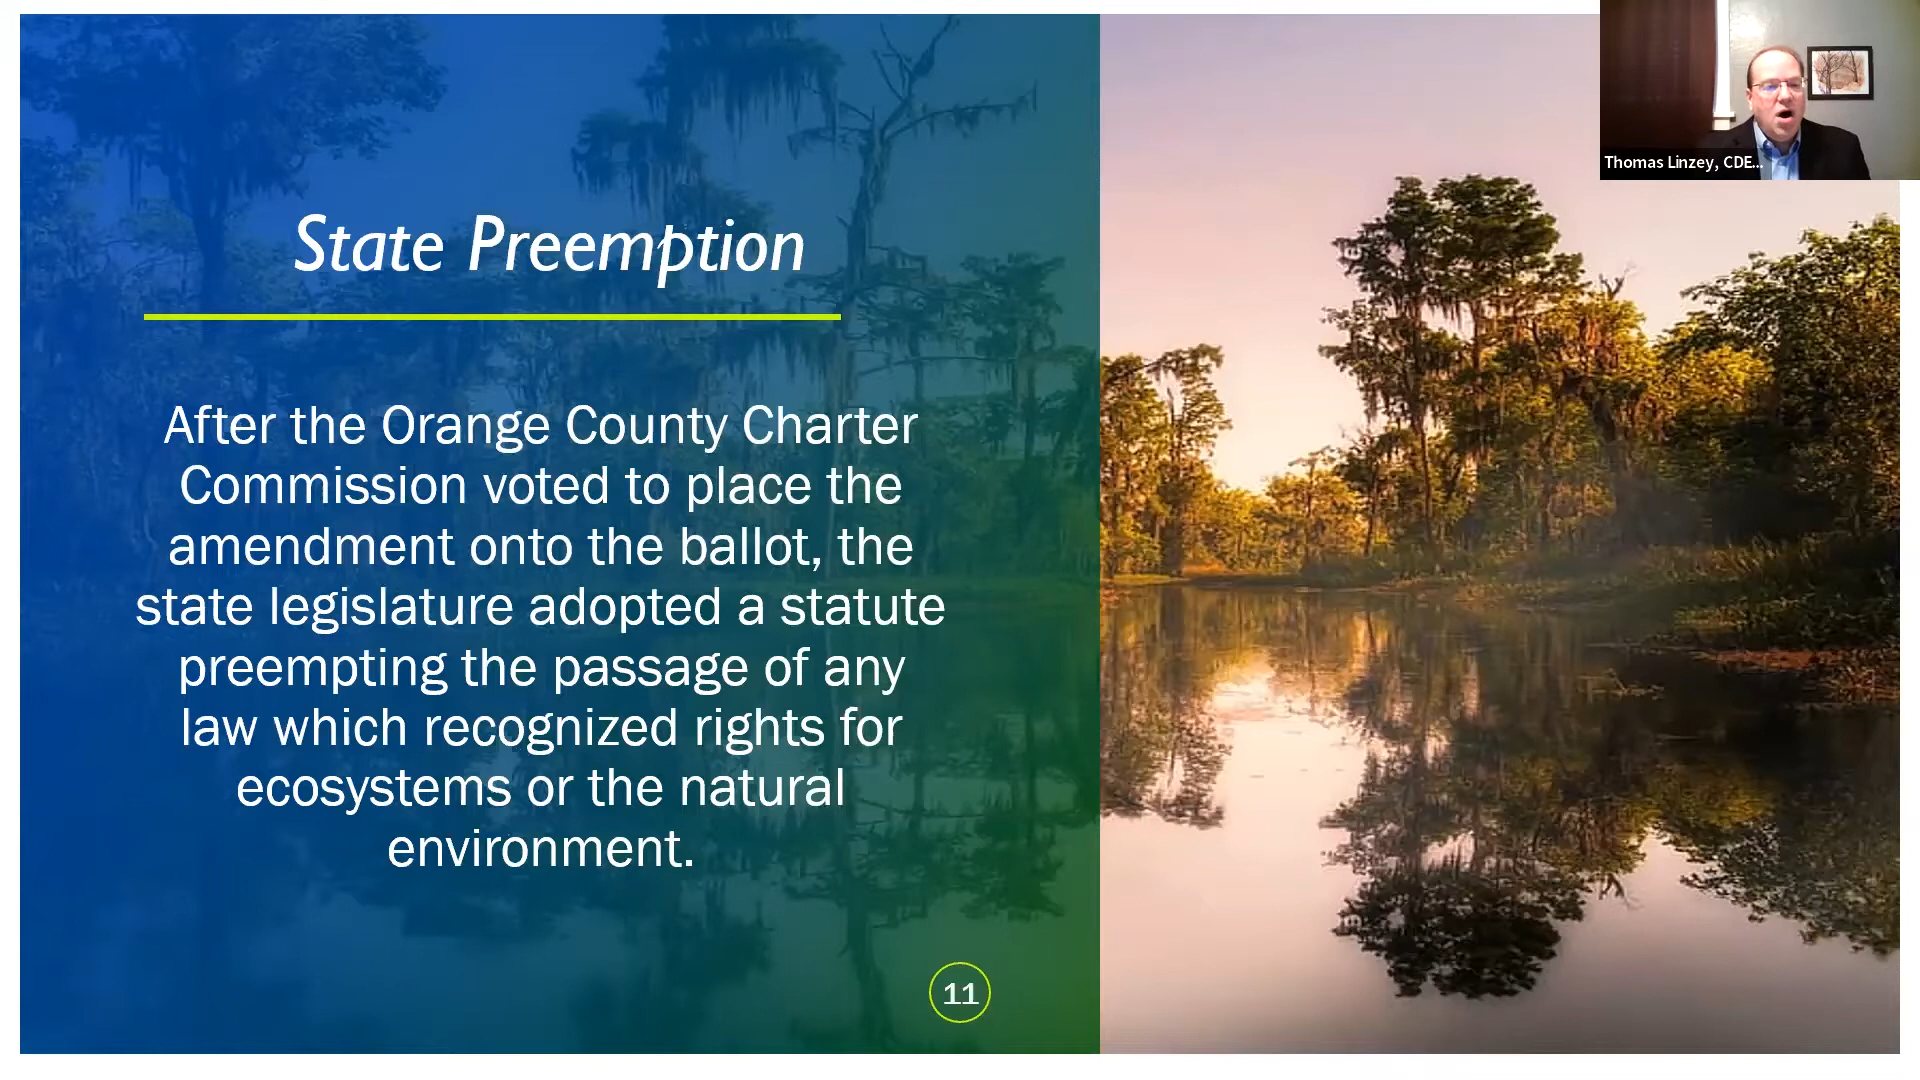 Thomas Linzey, CDE...
State Preemption
After the Orange County Charter
Commission voted to place the
amendment onto the ballot, the
state legislature adopted a statute
preempting the passage of any
law which recognized rights for
ecosystems or the natural
environment.
11